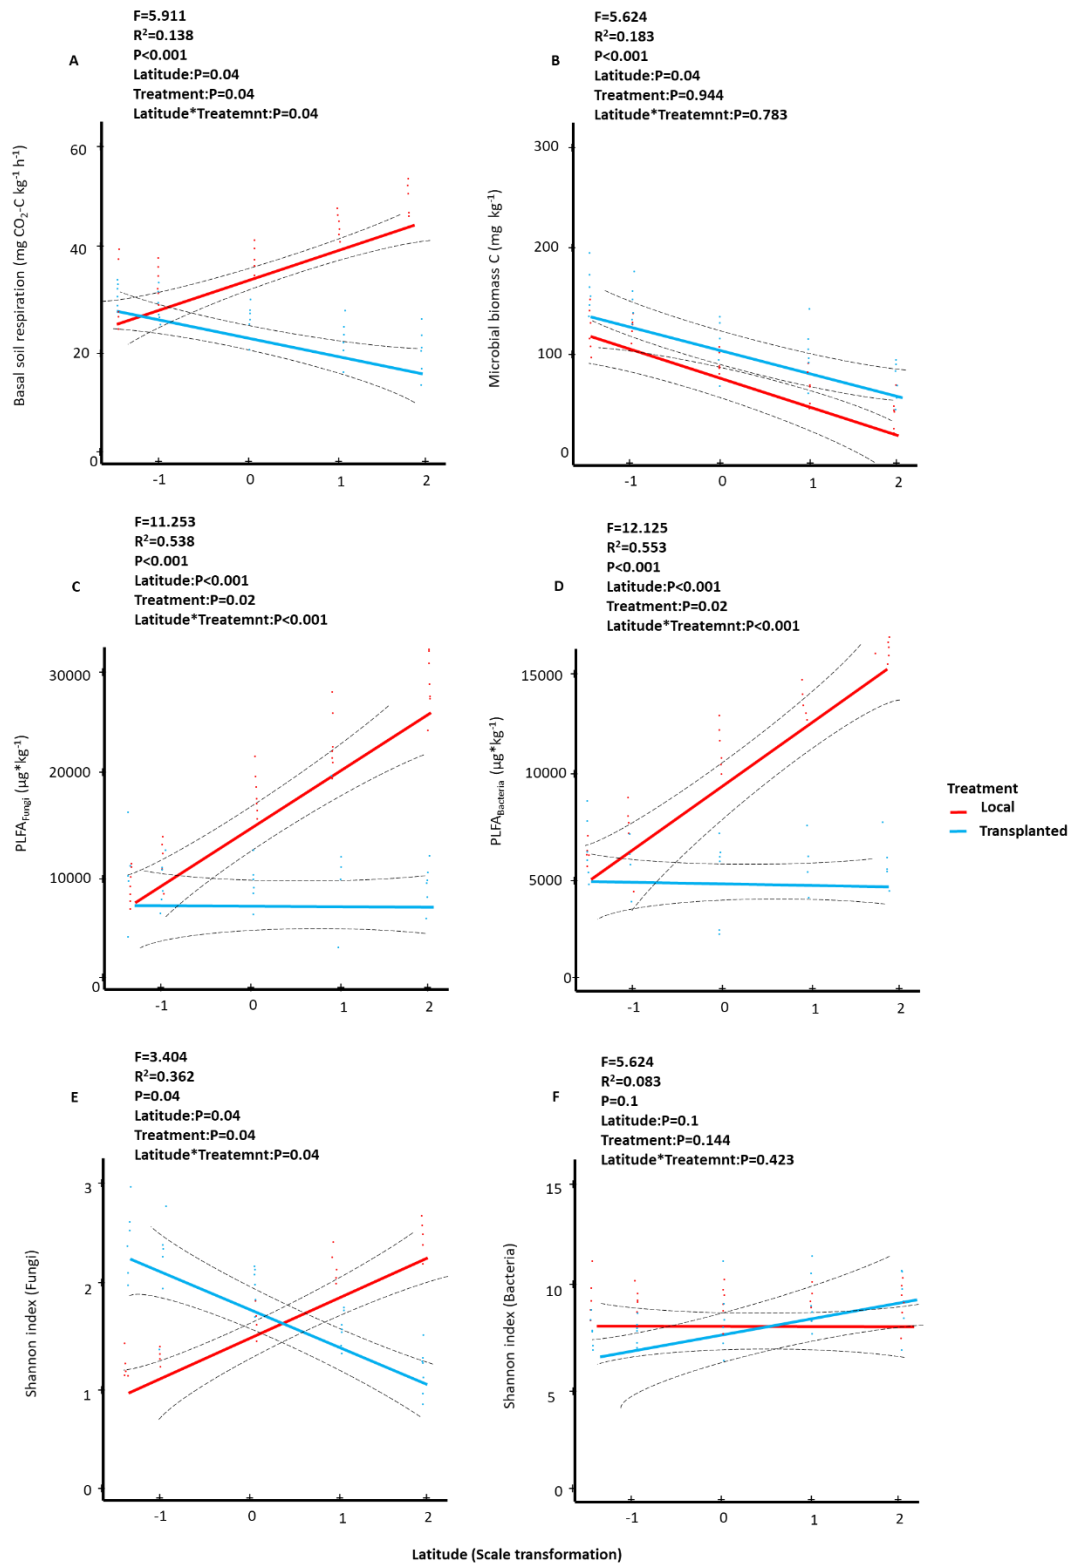 F=5.911
R²=0.138
P<0.001
A
Latitude:P=0.04
Treatment:P=0.04
Latitude*Treatemnt:P=0.04
Basal soil respiration (mg CO₂-C kg⁻¹ h⁻¹)
60
40
20
0
-1 0 1 2
F=5.624
R²=0.183
P<0.001
B
Latitude:P=0.04
Treatment:P=0.944
Latitude*Treatemnt:P=0.783
Microbial biomass C (mg kg⁻¹)
300
200
100
0
-1 0 1 2
F=11.253
R²=0.538
P<0.001
C
Latitude:P<0.001
Treatment:P=0.02
Latitude*Treatemnt:P<0.001
PLFA_Fungi (μg*kg⁻¹)
30000
20000
10000
0
-1 0 1 2
F=12.125
R²=0.553
P<0.001
D
Latitude:P<0.001
Treatment:P=0.02
Latitude*Treatemnt:P<0.001
PLFA_Bacteria (μg*kg⁻¹)
15000
10000
5000
0
-1 0 1 2
Treatment
Local
Transplanted
F=3.404
R²=0.362
P=0.04
E
Latitude:P=0.04
Treatment:P=0.04
Latitude*Treatemnt:P=0.04
Shannon index (Fungi)
3
2
1
0
-1 0 1 2
F=5.624
R²=0.083
F
P=0.1
Latitude:P=0.1
Treatment:P=0.144
Latitude*Treatemnt:P=0.423
Shannon index (Bacteria)
15
10
5
0
-1 0 1 2
Latitude (Scale transformation)